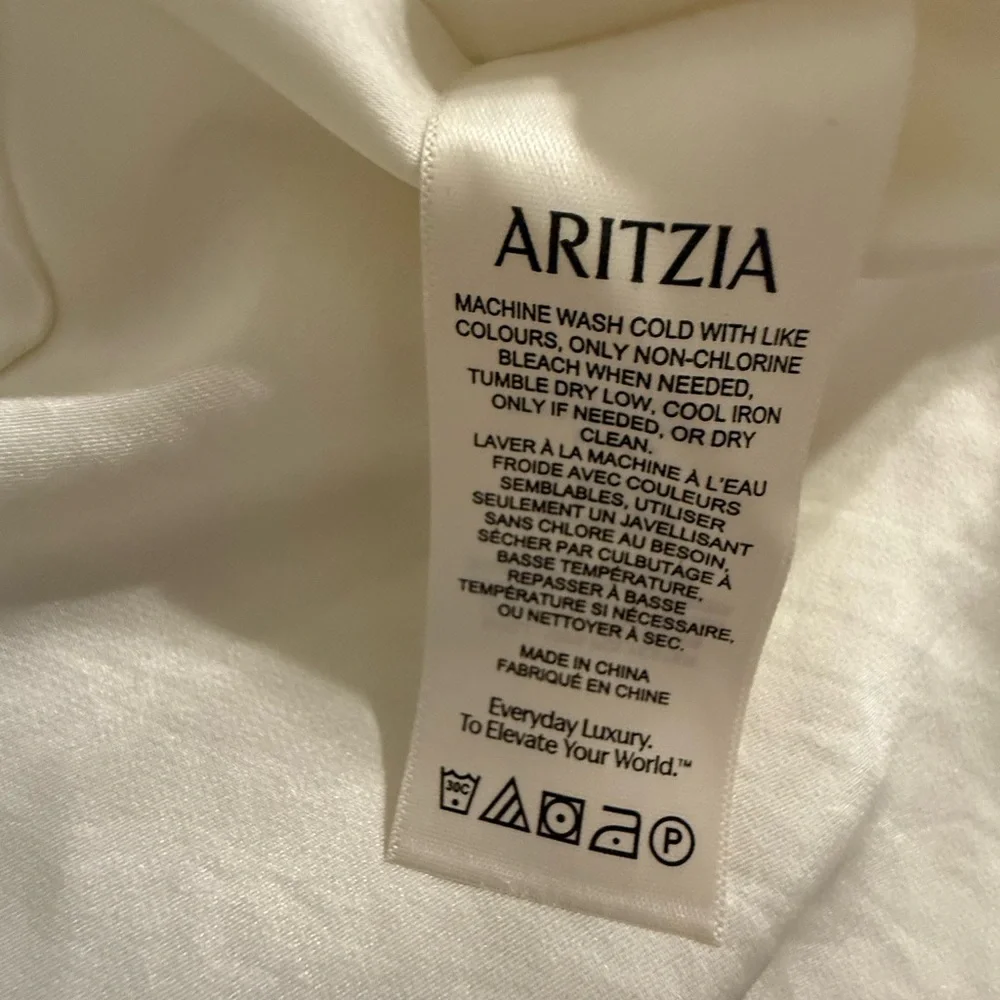 ARITZIA
MACHINE WASH COLD WITH LIKE
COLOURS, ONLY NON-CHLORINE
BLEACH WHEN NEEDED,
TUMBLE DRY LOW, COOL IRON
ONLY IF NEEDED, OR DRY
CLEAN.
LAVER À LA MACHINE À L'EAU
FROIDE AVEC COULEURS
SEMBLABLES, UTILISER
SEULEMENT UN JAVELLISANT
SANS CHLORE AU BESOIN,
SÉCHER PAR CULBUTAGE À
BASSE TEMPÉRATURE,
REPASSER À BASSE
TEMPÉRATURE SI NÉCESSAIRE,
OU NETTOYER À SEC.
MADE IN CHINA
FABRIQUÉ EN CHINE
Everyday Luxury.
To Elevate Your World.™
30C P